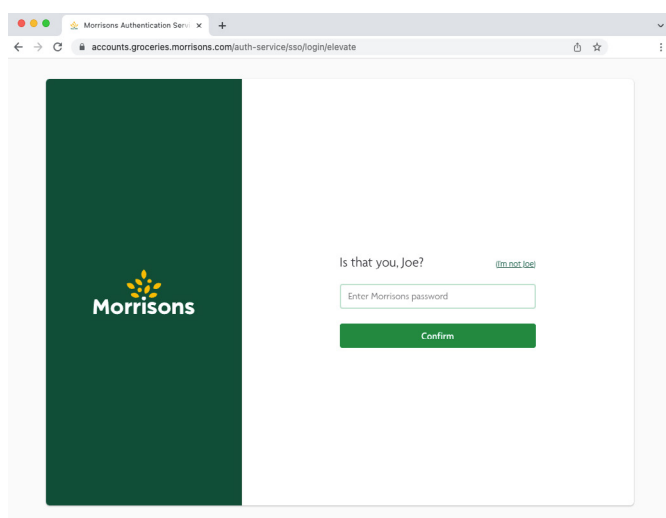 Morrisons Authentication Servi
accounts.groceries.morrisons.com/auth-service/sso/login/elevate
Is that you, Joe?
(I'm not Joe)
Enter Morrisons password
Morrisons
Confirm